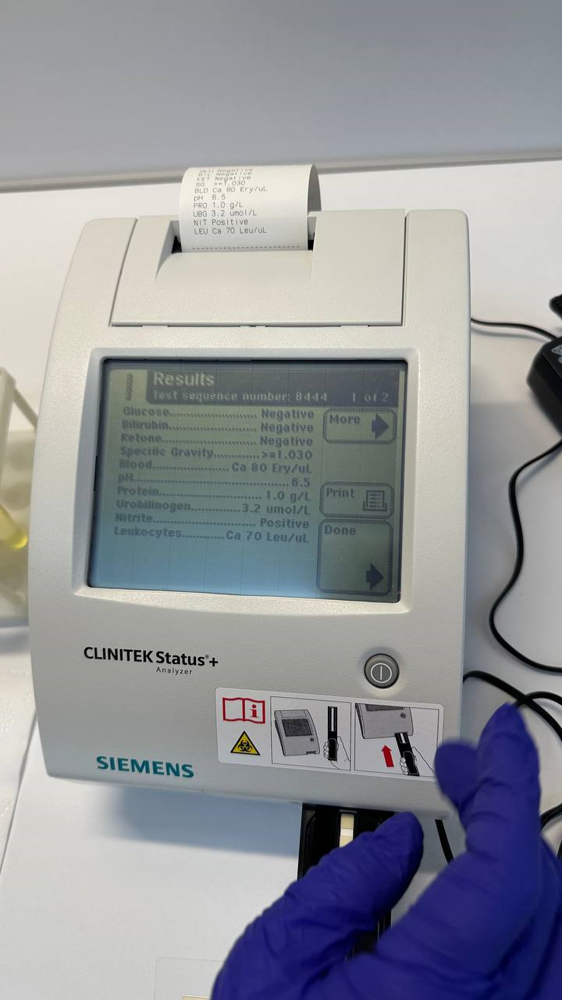 GLU Negative
BIL Negative
KET Negative
SG >=1.030
BLD Ca 80 Ery/uL
pH 6.5
PRO 1.0 g/L
UBG 3.2 umol/L
NIT Positive
LEU Ca 70 Leu/uL
Results
Test sequence number: 8444 1 of 2
Glucose.............................. Negative
Bilirubin............................. Negative
Ketone............................... Negative
Specific Gravity............>=1.030
Blood....................Ca 80 Ery/uL
pH..............................................6.5
Protein............................1.0 g/L
Urobilinogen.............3.2 umol/L
Nitrite............................. Positive
Leukocytes............Ca 70 Leu/uL
More
Print
Done
CLINITEK Status®+
Analyzer
SIEMENS
i